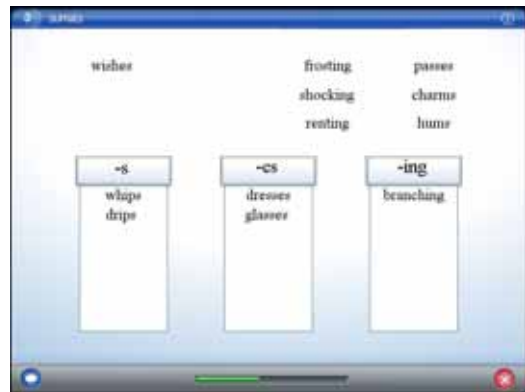 wishes frosting passes
shocking charms
renting hums
-s -es -ing
whips dresses branching
drips glasses